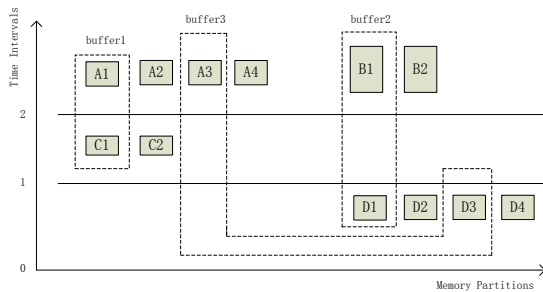 buffer3
buffer2
buffer1
Time Intervals
A1 A2 A3 A4 B1 B2
2
C1 C2
1
D1 D2 D3 D4
0
Memory Partitions